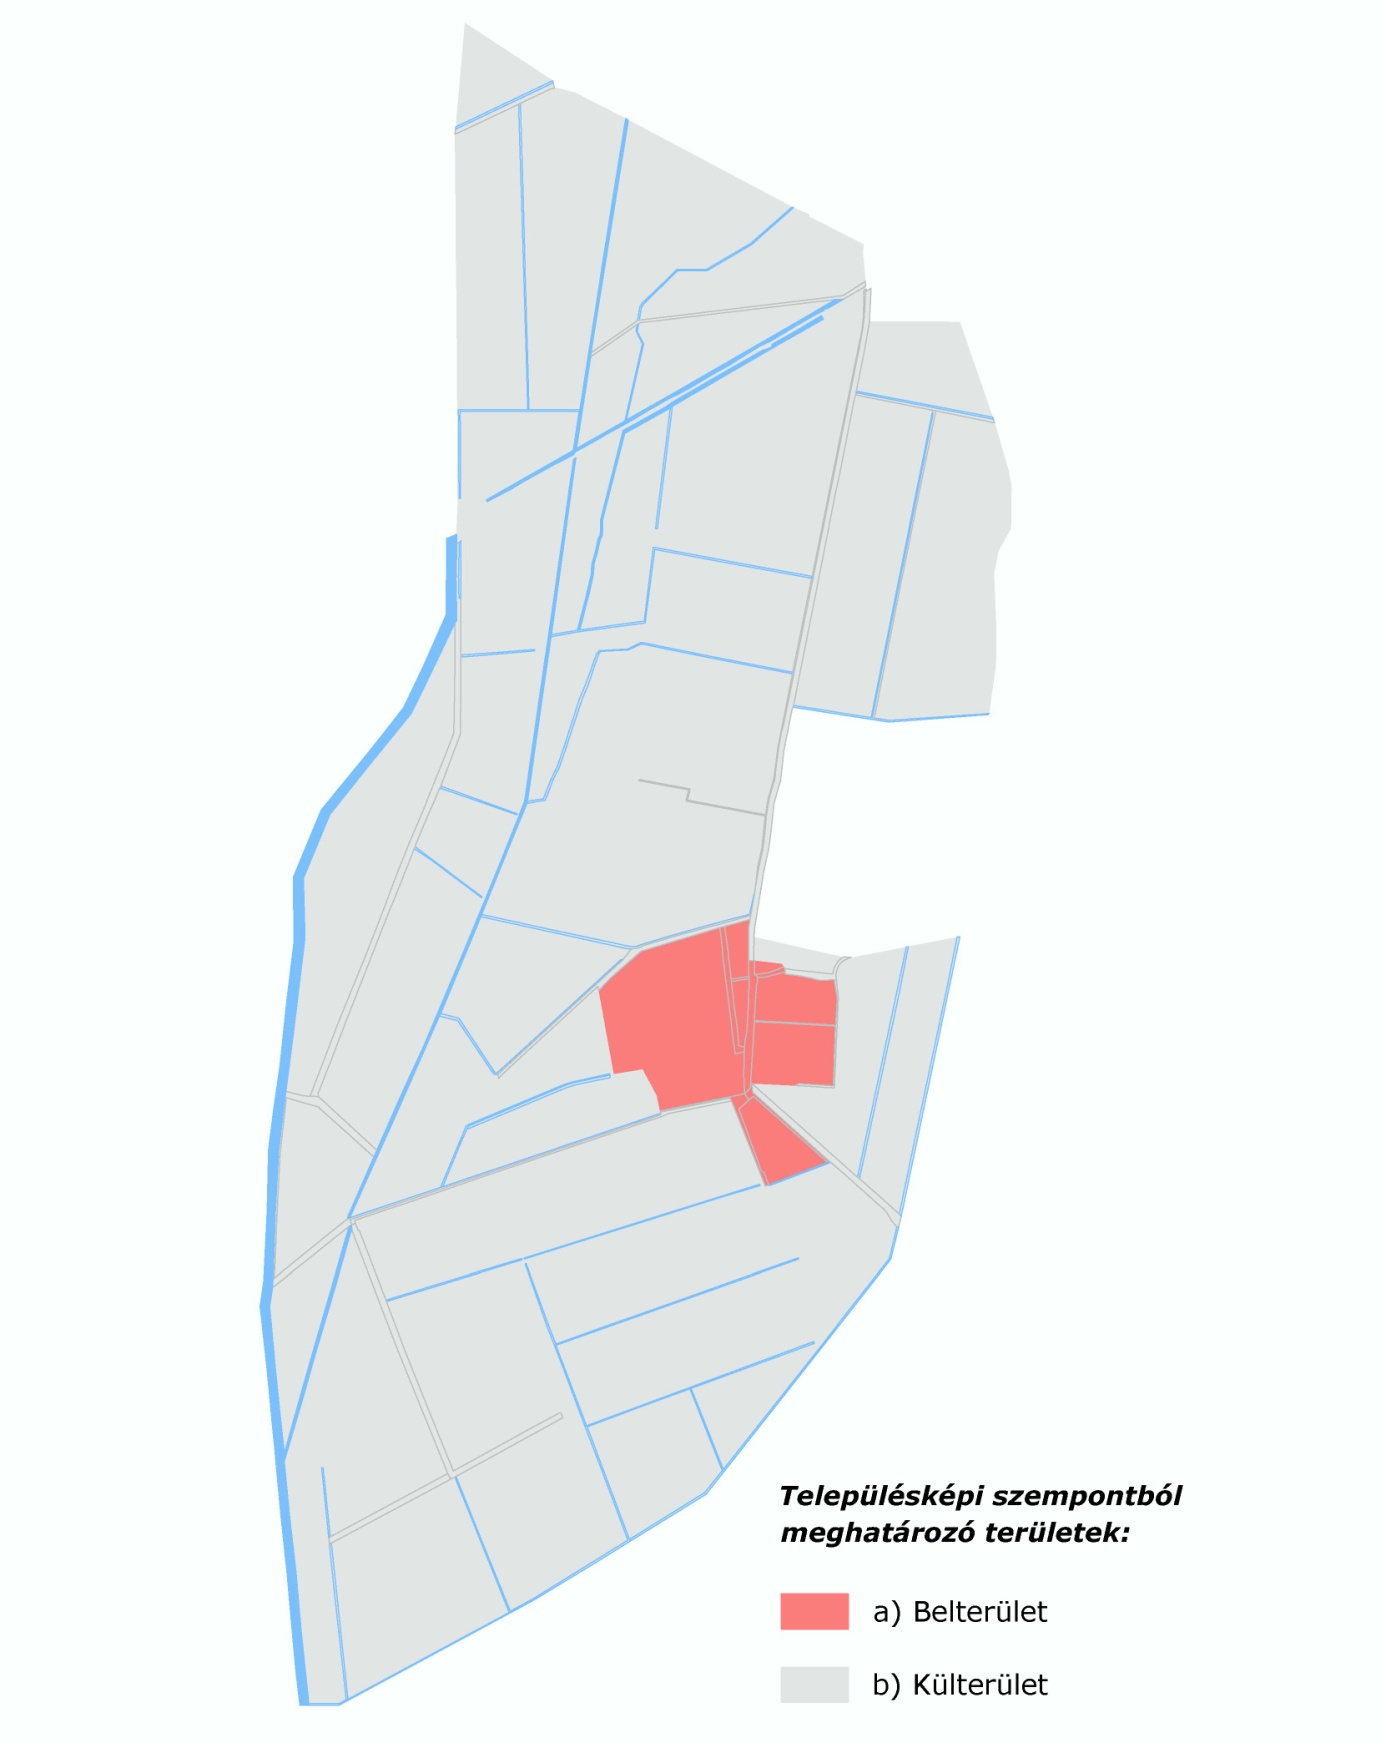 Településképi szempontból
meghatározó területek:
a) Belterület
b) Külterület